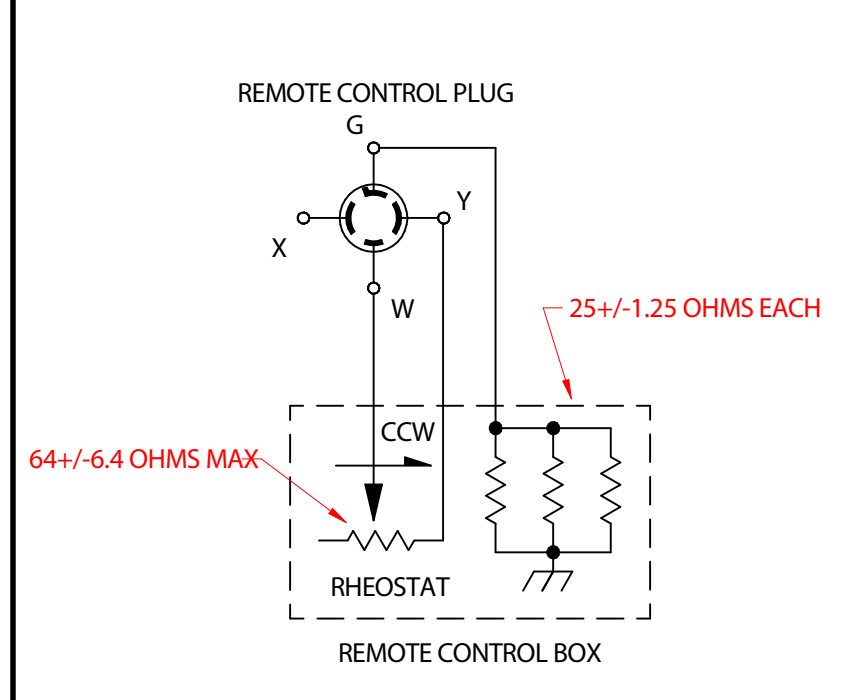 REMOTE CONTROL PLUG
G
Y
X
W
25+/-1.25 OHMS EACH
CCW
64+/-6.4 OHMS MAX
RHEOSTAT
REMOTE CONTROL BOX